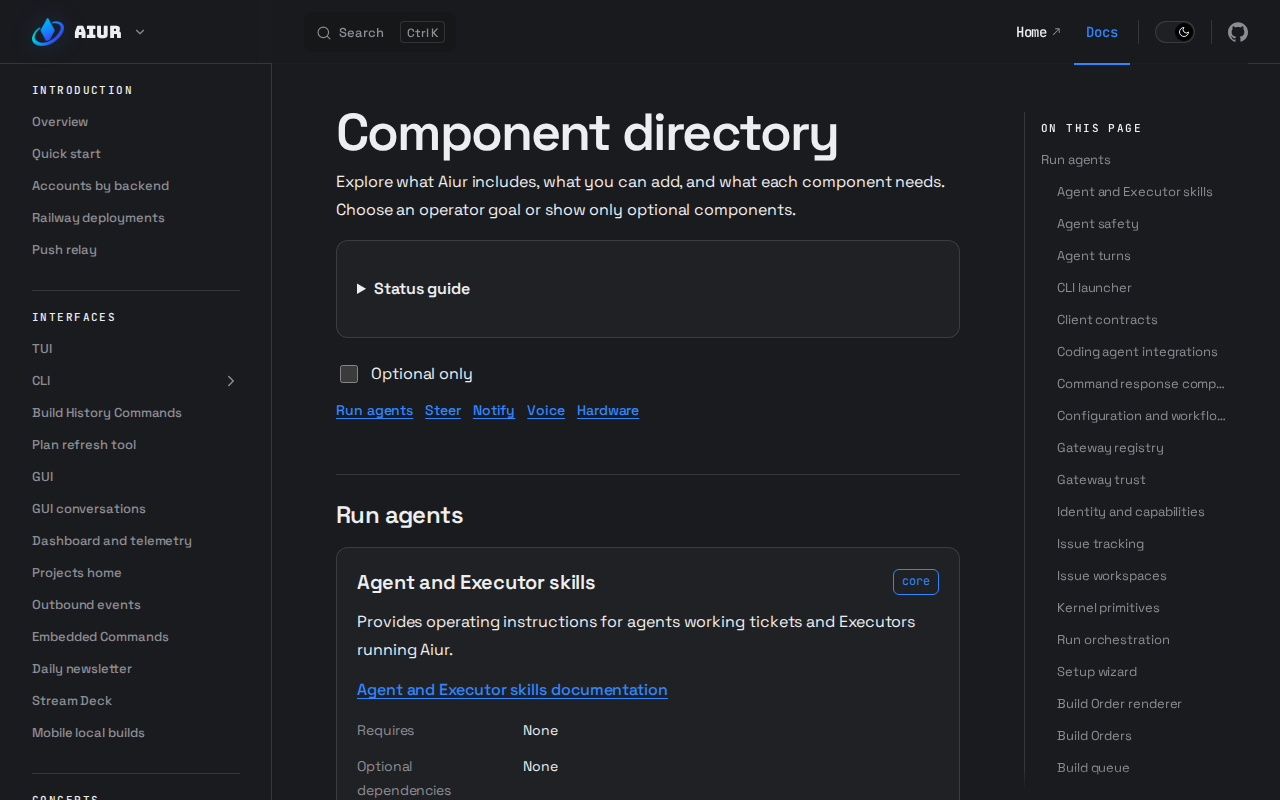 AIUR
Search
Ctrl K
Home
Docs
INTRODUCTION
Overview
Quick start
Accounts by backend
Railway deployments
Push relay
INTERFACES
TUI
CLI
Build History Commands
Plan refresh tool
GUI
GUI conversations
Dashboard and telemetry
Projects home
Outbound events
Embedded Commands
Daily newsletter
Stream Deck
Mobile local builds
CONCEPTS
Component directory
Explore what Aiur includes, what you can add, and what each component needs.
Choose an operator goal or show only optional components.
Status guide
Optional only
Run agents Steer Notify Voice Hardware
Run agents
Agent and Executor skills
core
Provides operating instructions for agents working tickets and Executors
running Aiur.
Agent and Executor skills documentation
Requires None
Optional None
dependencies
ON THIS PAGE
Run agents
Agent and Executor skills
Agent safety
Agent turns
CLI launcher
Client contracts
Coding agent integrations
Command response comp...
Configuration and workflo...
Gateway registry
Gateway trust
Identity and capabilities
Issue tracking
Issue workspaces
Kernel primitives
Run orchestration
Setup wizard
Build Order renderer
Build Orders
Build queue